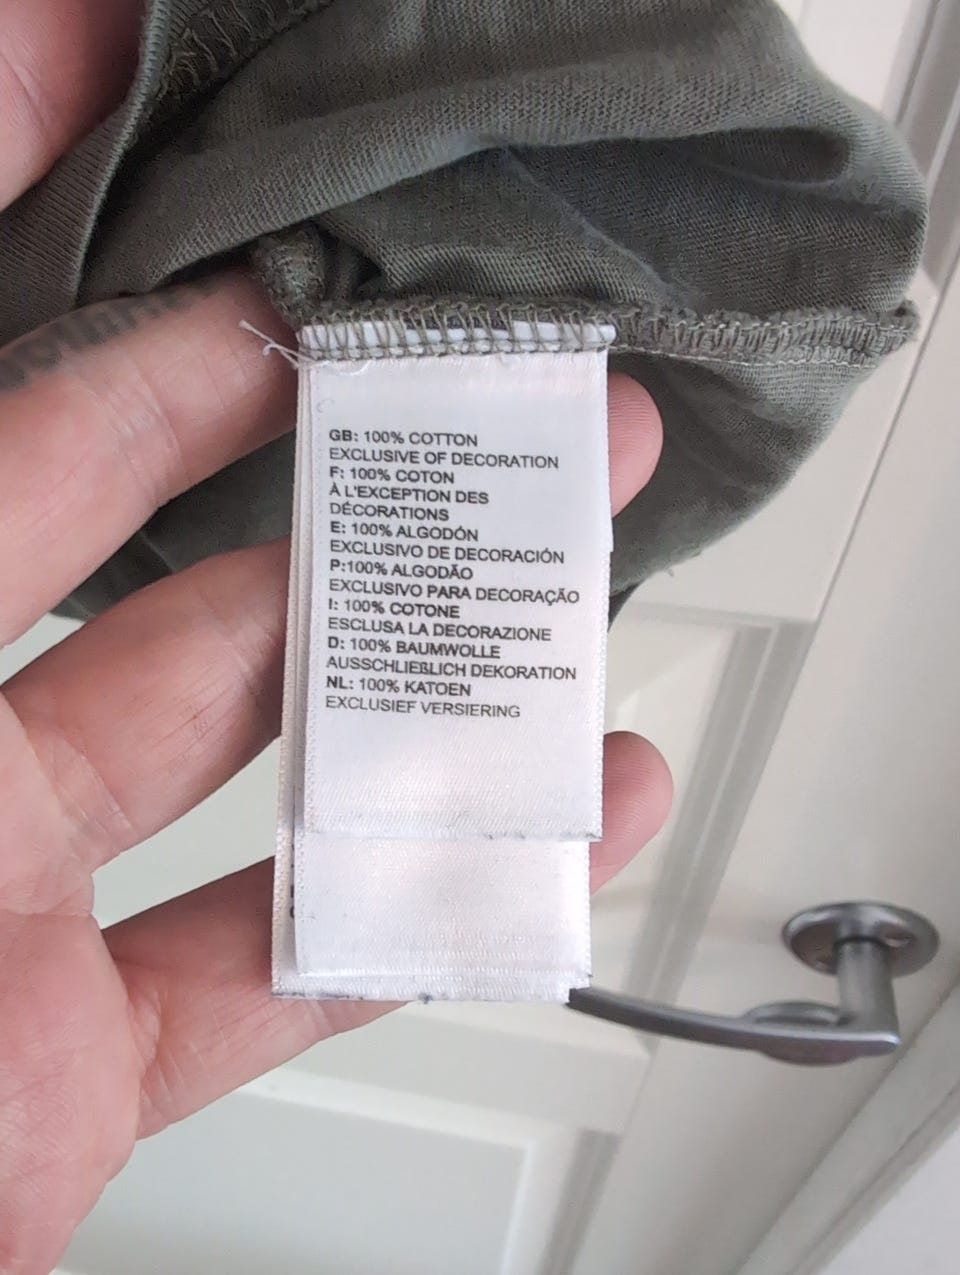 GB: 100% COTTON
EXCLUSIVE OF DECORATION
F: 100% COTON
À L'EXCEPTION DES
DÉCORATIONS
E: 100% ALGODÓN
EXCLUSIVO DE DECORACIÓN
P:100% ALGODÃO
EXCLUSIVO PARA DECORAÇÃO
I: 100% COTONE
ESCLUSA LA DECORAZIONE
D: 100% BAUMWOLLE
AUSSCHLIEßLICH DEKORATION
NL: 100% KATOEN
EXCLUSIEF VERSIERING